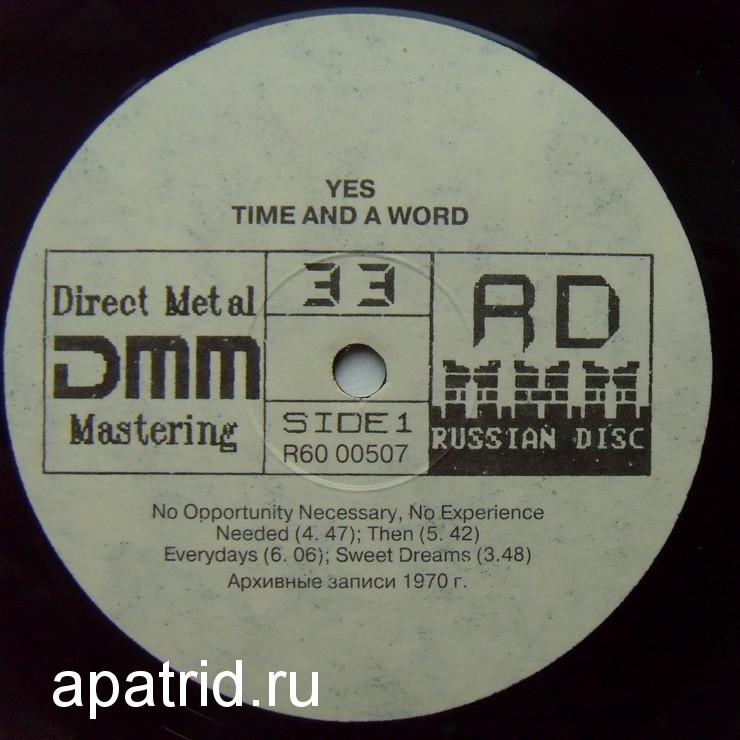 YES
TIME AND A WORD
Direct Metal
DMM
Mastering
33
SIDE 1
R60 00507
RD
RUSSIAN DISC
No Opportunity Necessary, No Experience
Needed (4. 47); Then (5. 42)
Everydays (6. 06); Sweet Dreams (3.48)
Архивные записи 1970 г.
apatrid.ru